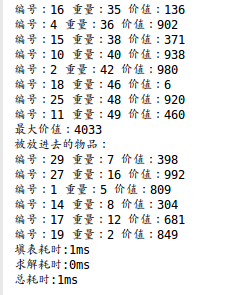 编号：16 重量：35 价值：136
编号：4 重量：36 价值：902
编号：15 重量：38 价值：371
编号：10 重量：40 价值：938
编号：2 重量：42 价值：980
编号：18 重量：46 价值：6
编号：25 重量：48 价值：920
编号：11 重量：49 价值：460
最大价值：4033
被放进去的物品：
编号：29 重量：7 价值：398
编号：27 重量：16 价值：992
编号：1 重量：5 价值：809
编号：14 重量：8 价值：304
编号：17 重量：12 价值：681
编号：19 重量：2 价值：849
填表耗时:1ms
求解耗时:0ms
总耗时:1ms